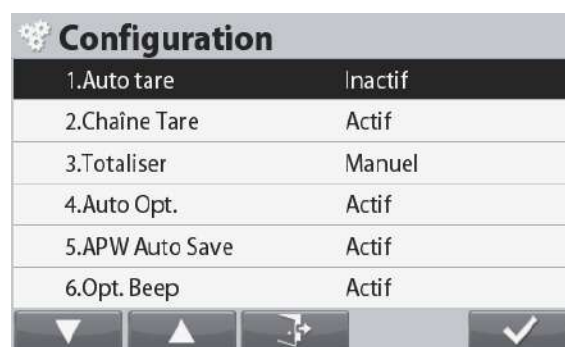 Configuration
1.Auto tare Inactif
2.Chaîne Tare Actif
3.Totaliser Manuel
4.Auto Opt. Actif
5.APW Auto Save Actif
6.Opt. Beep Actif